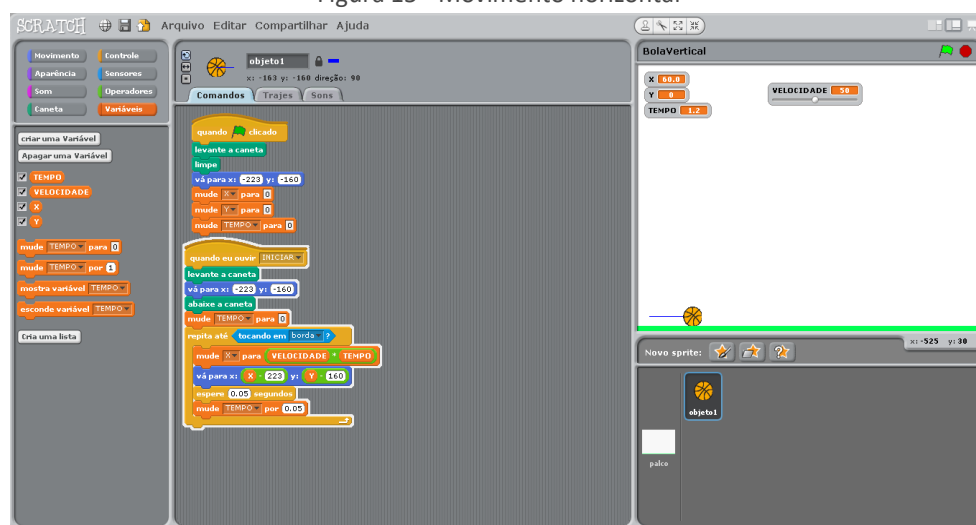 Figura 23 - Movimento horizontal
SCRATCH Arquivo Editar Compartilhar Ajuda
Movimento Controle
Aparência Sensores
Som Operadores
Caneta Variáveis
criar uma Variável
Apagar uma Variável
TEMPO
VELOCIDADE
X
Y
mude TEMPO para 0
mude TEMPO por 1
mostra variável TEMPO
esconde variável TEMPO
Cria uma lista
objeto1
x: -163 y: -160 direção: 90
Comandos Trajes Sons
quando clicado
levante a caneta
limpe
vá para x: -223 y: -160
mude X para 0
mude Y para 0
mude TEMPO para 0
quando eu ouvir INICIAR
levante a caneta
vá para x: -223 y: -160
abaixe a caneta
mude TEMPO para 0
repita até tocando em borda ?
mude X para VELOCIDADE * TEMPO
vá para x: X - 223 y: Y - 160
espere 0.05 segundos
mude TEMPO por 0.05
BolaVertical
X 60.0
Y 0
TEMPO 1.2
VELOCIDADE 50
x: -525 y: 30
Novo sprite:
objeto1
palco